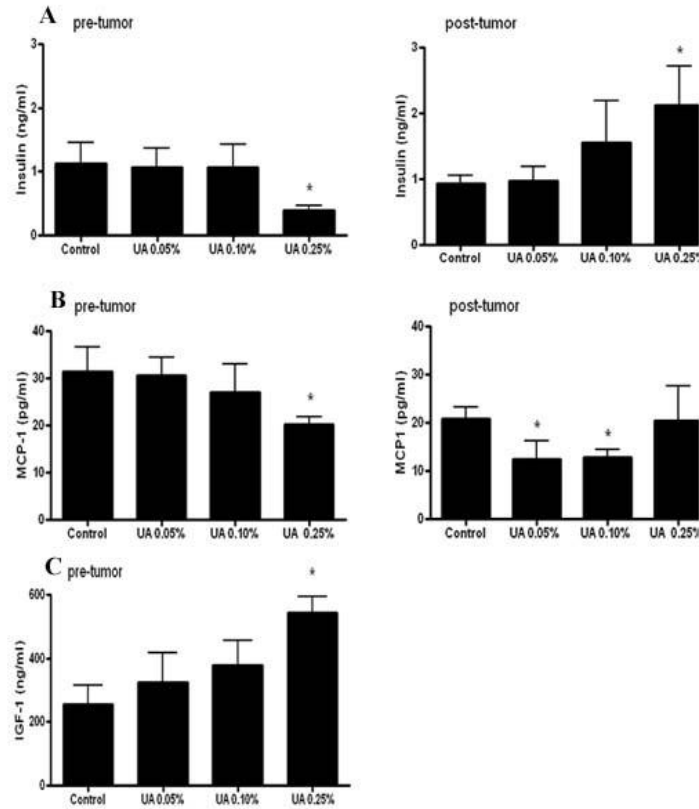 A
pre-tumor
Insulin (ng/ml)
3
2
1
0
Control UA 0.05% UA 0.10% UA 0.25%
*
post-tumor
Insulin (ng/ml)
3
2
1
0
Control UA 0.05% UA 0.10% UA 0.25%
*
B
pre-tumor
MCP-1 (pg/ml)
40
30
20
10
0
Control UA 0.05% UA 0.10% UA 0.25%
*
post-tumor
MCP1 (pg/ml)
40
30
20
10
0
Control UA 0.05% UA 0.10% UA 0.25%
* *
C
pre-tumor
IGF-1 (ng/ml)
600
400
200
0
Control UA 0.05% UA 0.10% UA 0.25%
*